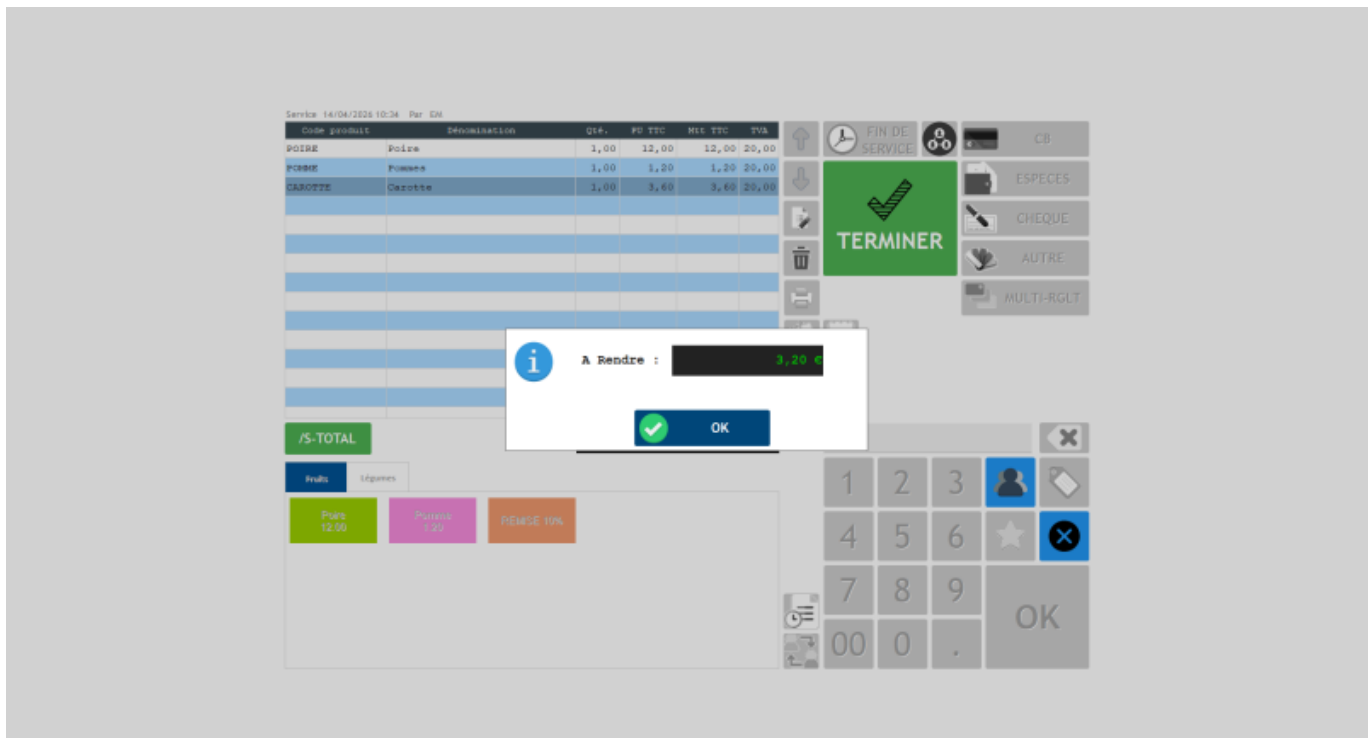 Service 14/04/2026 10:34 Par EM
Code produit Dénomination Qté. PU TTC Mtt TTC TVA
POIRE Poire 1,00 12,00 12,00 20,00
POMME Pommes 1,00 1,20 1,20 20,00
CAROTTE Carotte 1,00 3,60 3,60 20,00
FIN DE SERVICE
CB
TERMINER
ESPECES
CHEQUE
AUTRE
MULTI-RGLT
i
A Rendre : 3,20 €
OK
/S-TOTAL
Fruits Légumes
Poire
12.00
Pomme
1.20
REMISE 10%
1 2 3
4 5 6
7 8 9
OK
00 0 .